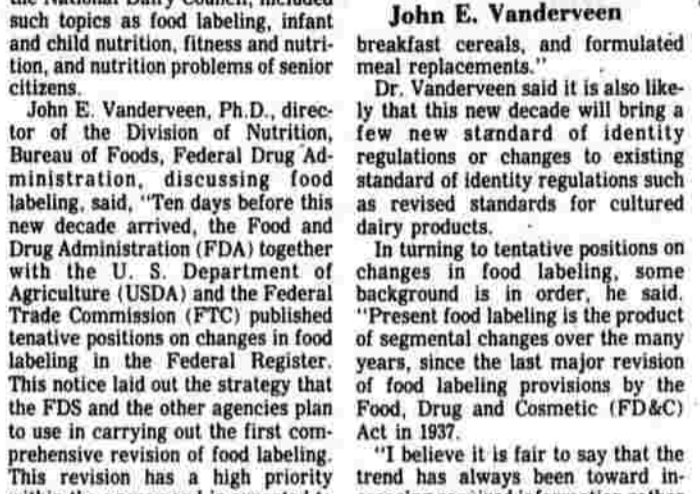 the National Dairy Council, included
such topics as food labeling, infant
and child nutrition, fitness and nutri-
tion, and nutrition problems of senior
citizens.
John E. Vanderveen, Ph.D., direc-
tor of the Division of Nutrition,
Bureau of Foods, Federal Drug Ad-
ministration, discussing food
labeling, said, "Ten days before this
new decade arrived, the Food and
Drug Administration (FDA) together
with the U. S. Department of
Agriculture (USDA) and the Federal
Trade Commission (FTC) published
tenative positions on changes in food
labeling in the Federal Register.
This notice laid out the strategy that
the FDS and the other agencies plan
to use in carrying out the first com-
prehensive revision of food labeling.
This revision has a high priority
John E. Vanderveen
breakfast cereals, and formulated
meal replacements."
Dr. Vanderveen said it is also like-
ly that this new decade will bring a
few new standard of identity
regulations or changes to existing
standard of identity regulations such
as revised standards for cultured
dairy products.
In turning to tentative positions on
changes in food labeling, some
background is in order, he said.
"Present food labeling is the product
of segmental changes over the many
years, since the last major revision
of food labeling provisions by the
Food, Drug and Cosmetic (FD&C)
Act in 1937.
"I believe it is fair to say that the
trend has always been toward in-